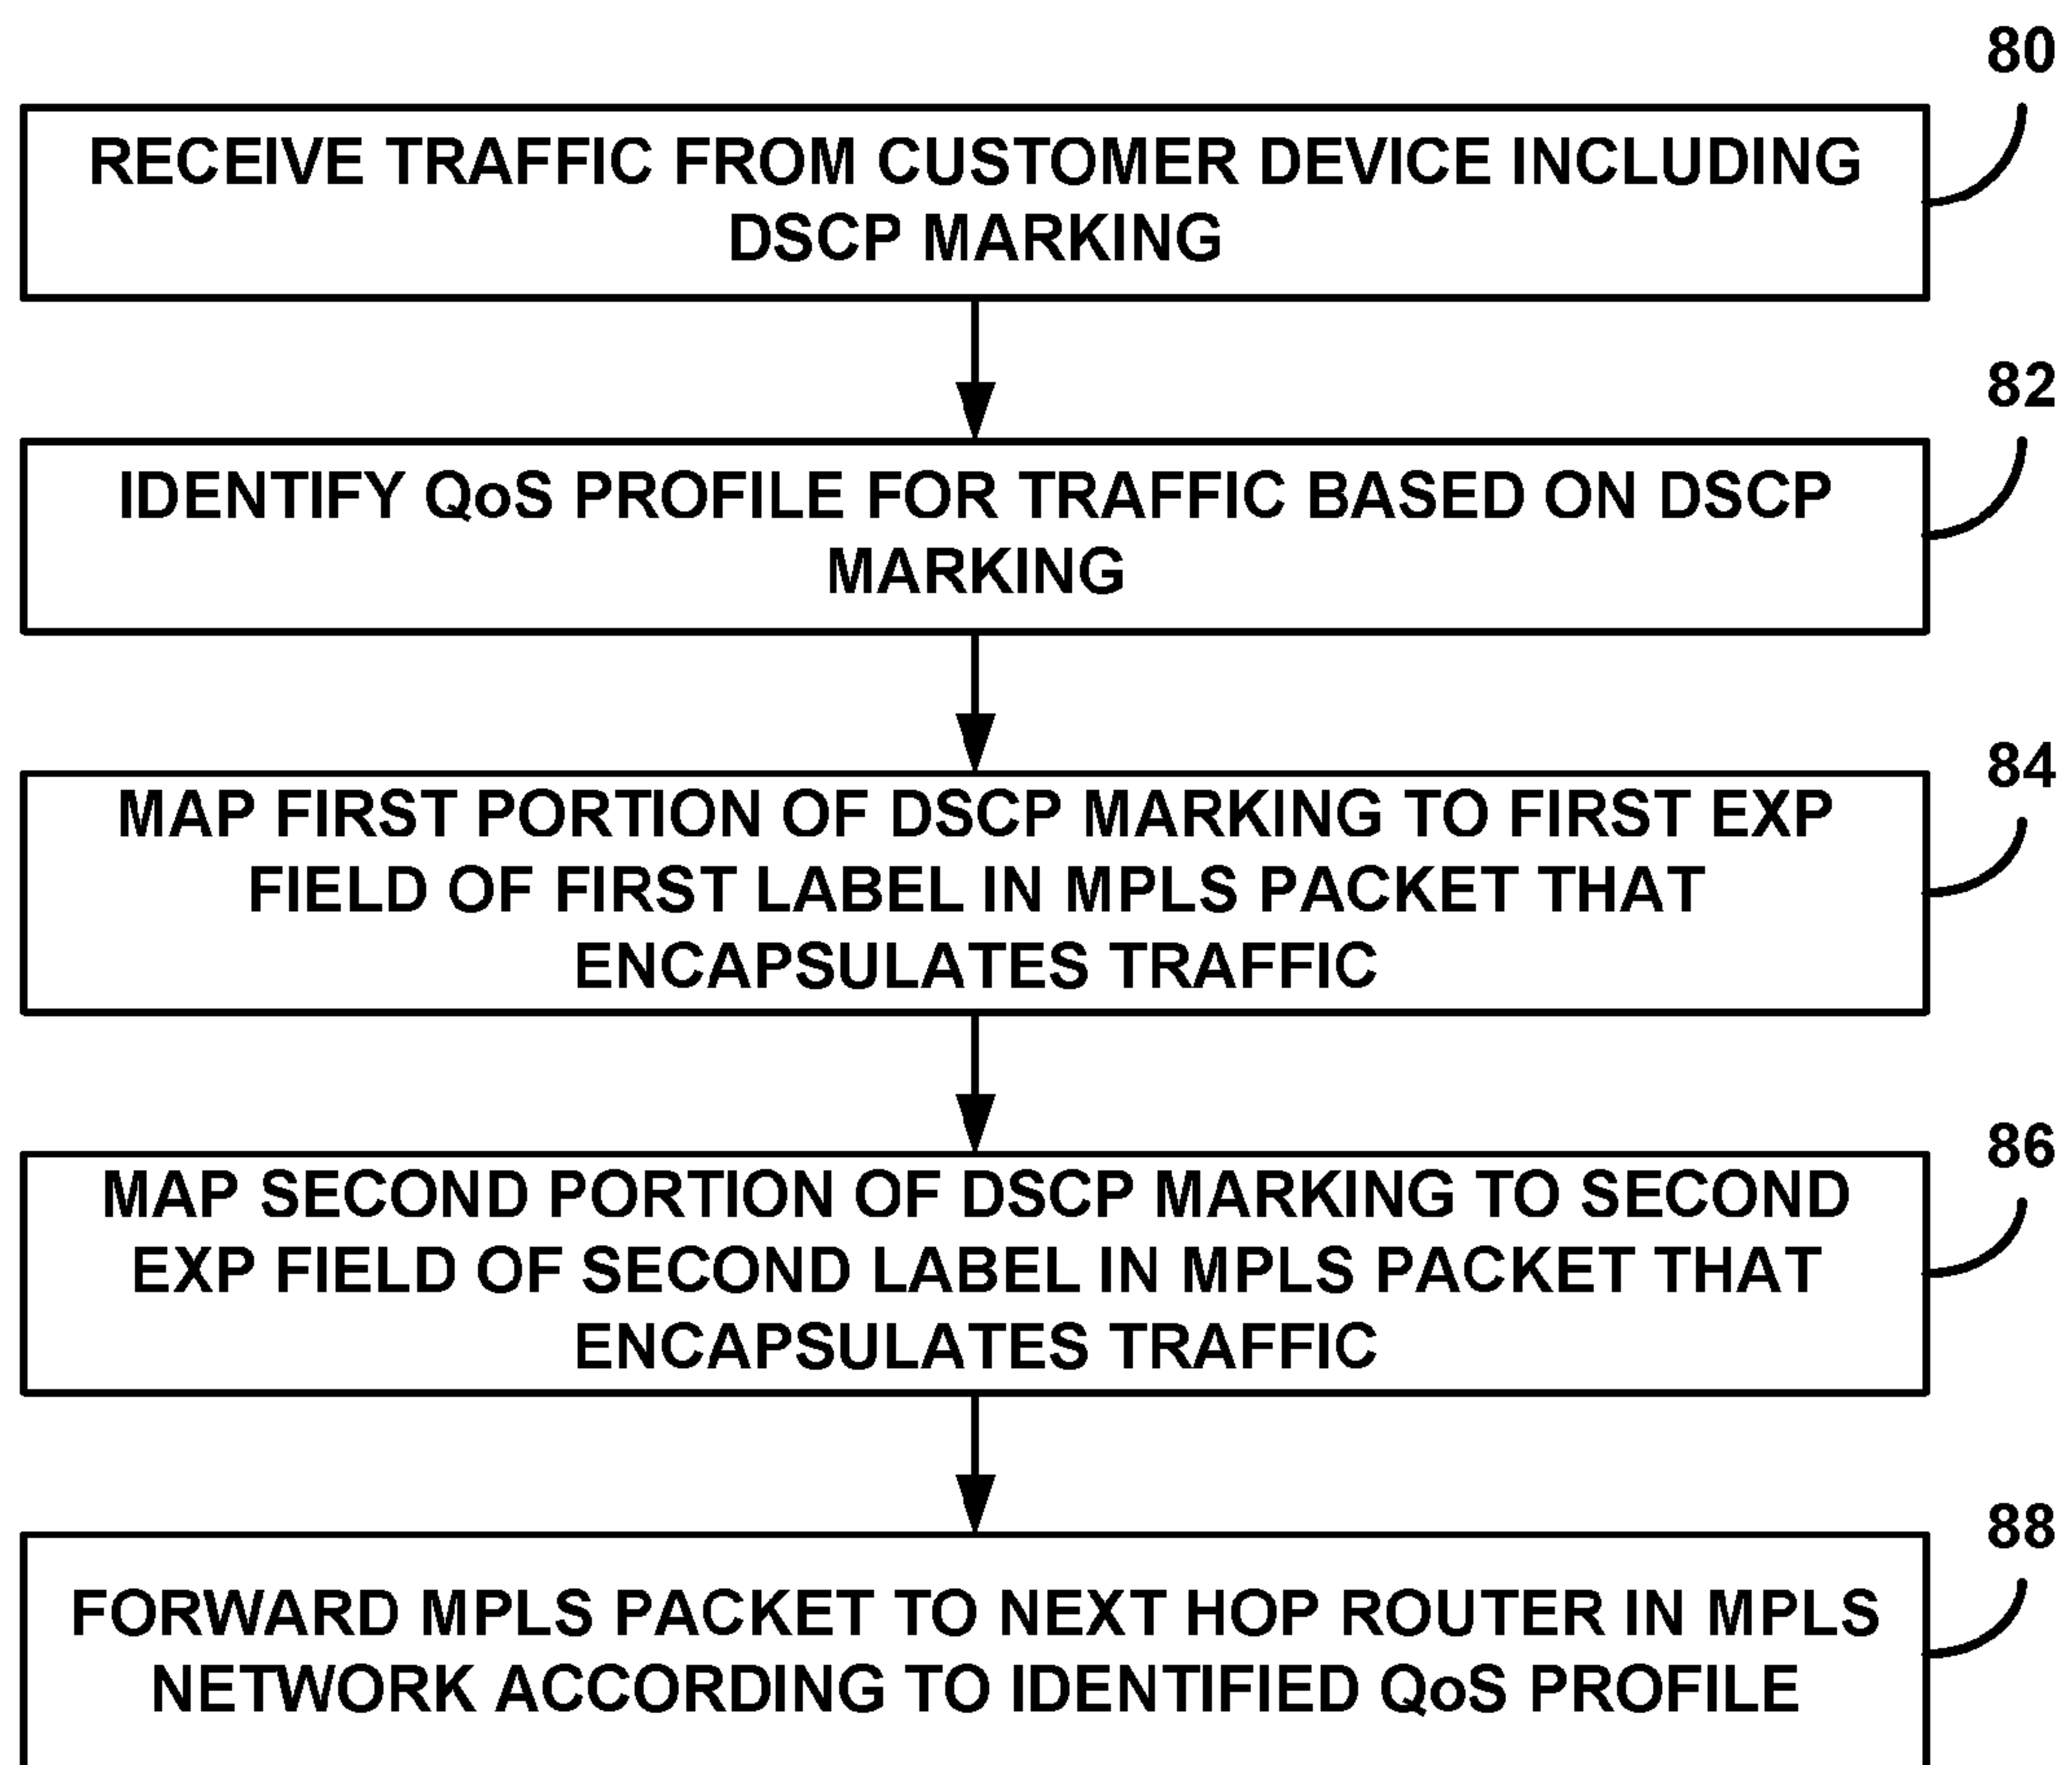 80
RECEIVE TRAFFIC FROM CUSTOMER DEVICE INCLUDING
DSCP MARKING
82
IDENTIFY QoS PROFILE FOR TRAFFIC BASED ON DSCP
MARKING
84
MAP FIRST PORTION OF DSCP MARKING TO FIRST EXP
FIELD OF FIRST LABEL IN MPLS PACKET THAT
ENCAPSULATES TRAFFIC
86
MAP SECOND PORTION OF DSCP MARKING TO SECOND
EXP FIELD OF SECOND LABEL IN MPLS PACKET THAT
ENCAPSULATES TRAFFIC
88
FORWARD MPLS PACKET TO NEXT HOP ROUTER IN MPLS
NETWORK ACCORDING TO IDENTIFIED QoS PROFILE